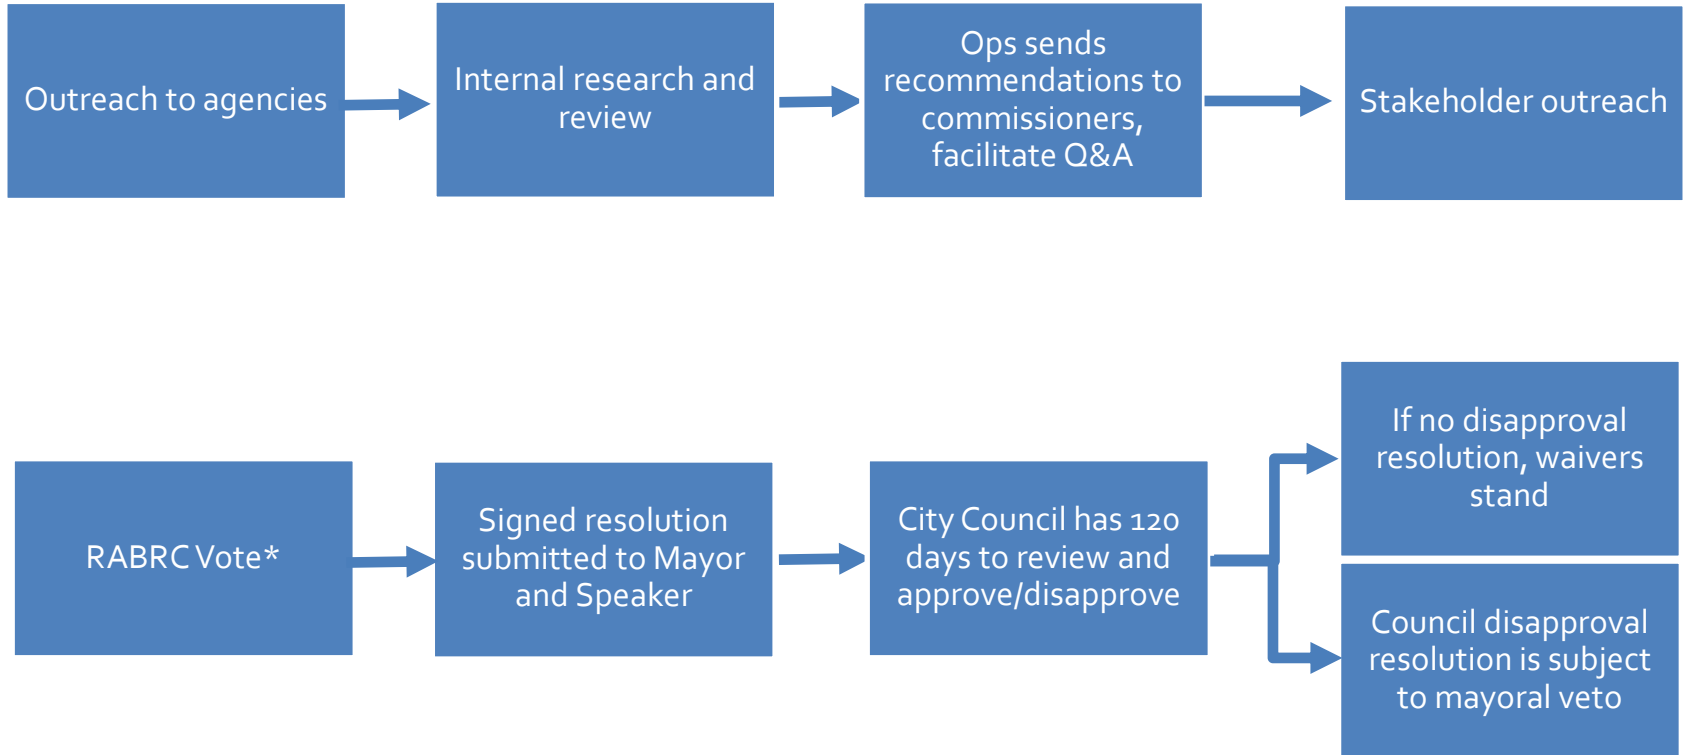 Outreach to agencies
Internal research and
review
Ops sends
recommendations to
commissioners,
facilitate Q&A
Stakeholder outreach
RABRC Vote*
Signed resolution
submitted to Mayor
and Speaker
City Council has 120
days to review and
approve/disapprove
If no disapproval
resolution, waivers
stand
Council disapproval
resolution is subject
to mayoral veto